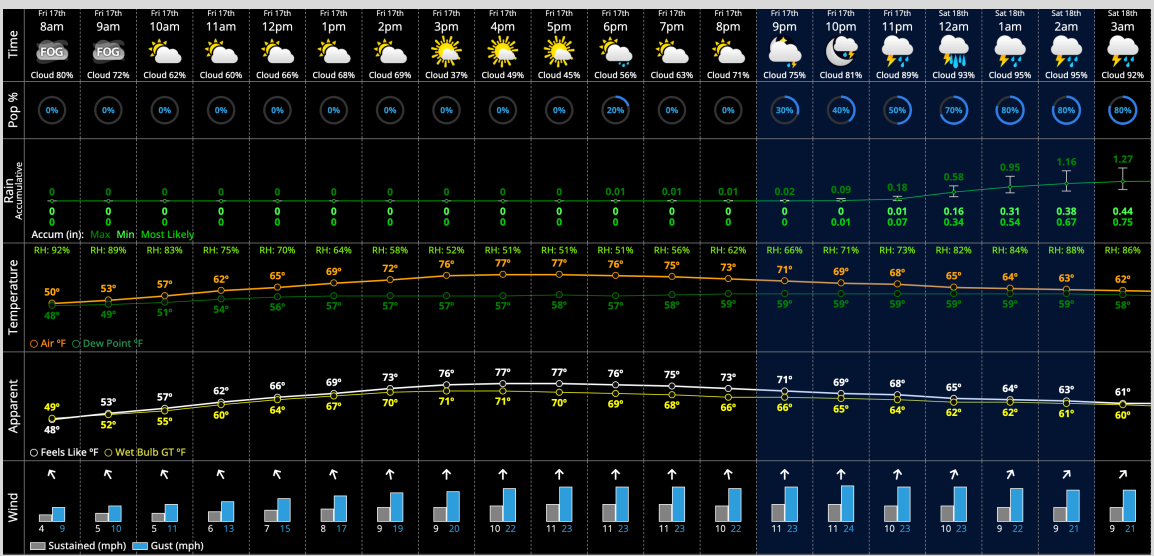 Time
Fri 17th Fri 17th Fri 17th Fri 17th Fri 17th Fri 17th Fri 17th Fri 17th Fri 17th Fri 17th Fri 17th Fri 17th Fri 17th Fri 17th Fri 17th Fri 17th Sat 18th Sat 18th Sat 18th Sat 18th
8am 9am 10am 11am 12pm 1pm 2pm 3pm 4pm 5pm 6pm 7pm 8pm 9pm 10pm 11pm 12am 1am 2am 3am
FOG FOG
Cloud 80% Cloud 72% Cloud 62% Cloud 60% Cloud 66% Cloud 68% Cloud 69% Cloud 37% Cloud 49% Cloud 45% Cloud 56% Cloud 63% Cloud 71% Cloud 75% Cloud 81% Cloud 89% Cloud 93% Cloud 95% Cloud 95% Cloud 92%
Pop %
0% 0% 0% 0% 0% 0% 0% 0% 0% 0% 20% 0% 0% 30% 40% 50% 70% 80% 80% 80%
Rain
Accumulative
0 0 0 0 0 0 0 0 0 0 0.01 0.01 0.01 0.02 0.09 0.18 0.58 0.95 1.16 1.27
0 0 0 0 0 0 0 0 0 0 0 0 0 0 0 0.01 0.16 0.31 0.38 0.44
0 0 0 0 0 0 0 0 0 0 0 0 0 0 0.01 0.07 0.34 0.54 0.67 0.75
Accum (in): Max Min Most Likely
Temperature
RH: 92% RH: 89% RH: 83% RH: 75% RH: 70% RH: 64% RH: 58% RH: 52% RH: 51% RH: 51% RH: 51% RH: 56% RH: 62% RH: 66% RH: 71% RH: 73% RH: 82% RH: 84% RH: 88% RH: 86%
50° 53° 57° 62° 65° 69° 72° 76° 77° 77° 76° 75° 73° 71° 69° 68° 65° 64° 63° 62°
48° 49° 51° 54° 56° 57° 57° 57° 57° 58° 57° 58° 59° 59° 59° 59° 59° 59° 59° 58°
Air °F Dew Point °F
Apparent
49° 53° 57° 62° 66° 69° 73° 76° 77° 77° 76° 75° 73° 71° 69° 68° 65° 64° 63° 61°
48° 52° 55° 60° 64° 67° 70° 71° 71° 70° 69° 68° 66° 66° 65° 64° 62° 62° 61° 60°
Feels Like °F Wet Bulb GT °F
Wind
4 9 5 10 5 11 6 13 7 15 8 17 9 19 9 20 10 22 11 23 11 23 11 23 10 22 11 23 11 24 10 23 10 23 9 22 9 21 9 21
Sustained (mph) Gust (mph)